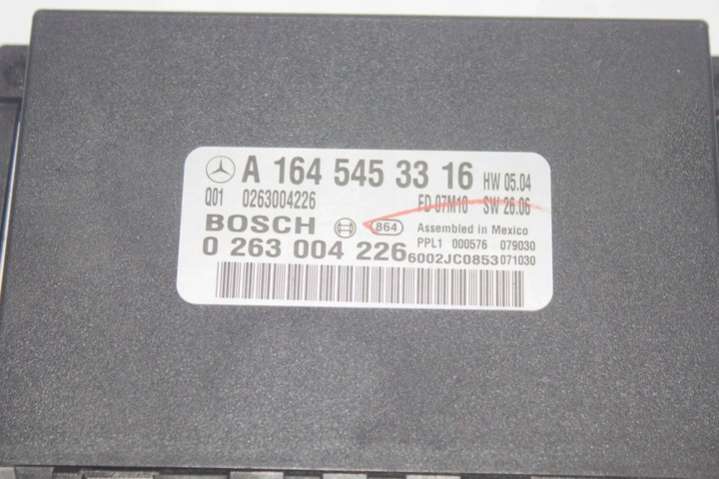 A 164 545 33 16 HW 05.04
Q01 0263004226 FD 07M10 SW 26.06
BOSCH 864 Assembled in Mexico
PPL1 000576 079030
0 263 004 226 6002JC0853 071030